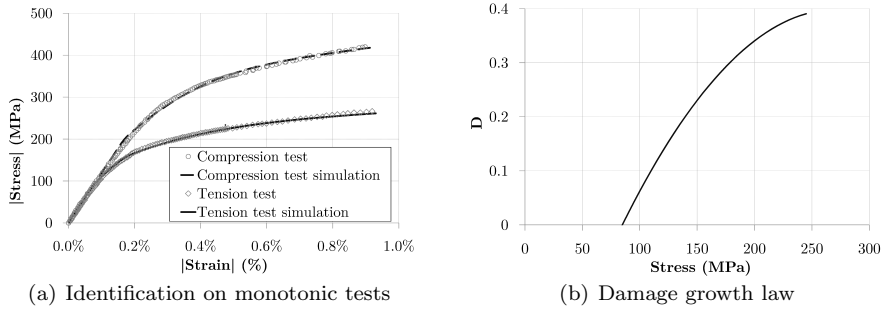 500
400
300
200
100
0
|Stress| (MPa)
0.0%
0.2%
0.4%
0.6%
0.8%
1.0%
|Strain| (%)
Compression test
Compression test simulation
Tension test
Tension test simulation
(a) Identification on monotonic tests
0.4
0.3
0.2
0.1
0
D
0
50
100
150
200
250
300
Stress (MPa)
(b) Damage growth law